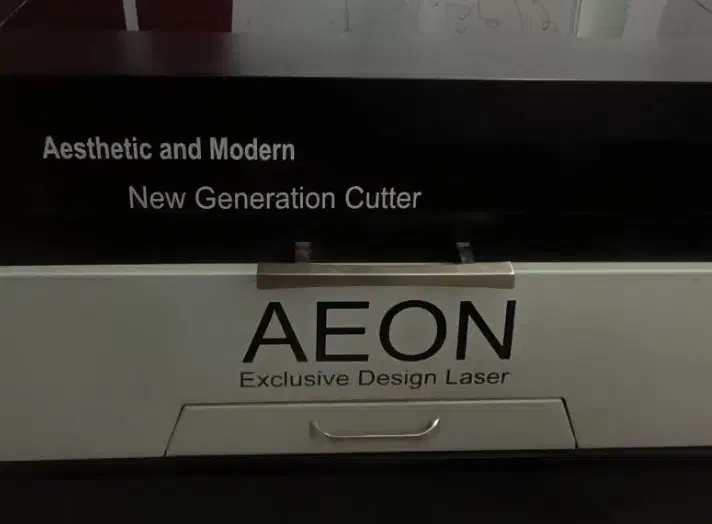 Aesthetic and Modern
New Generation Cutter
AEON
Exclusive Design Laser